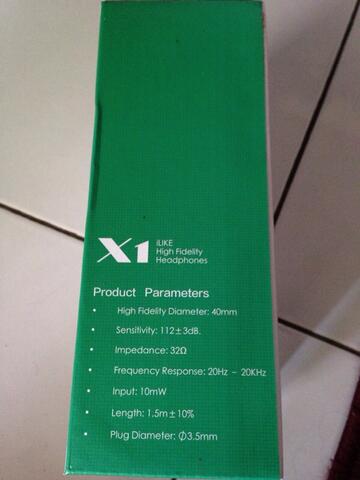 X1
iLIKE
High Fidelity
Headphones
Product Parameters
• High Fidelity Diameter: 40mm
• Sensitivity: 112±3dB.
• Impedance: 32Ω
• Frequency Response: 20Hz – 20KHz
• Input: 10mW
• Length: 1.5m±10%
• Plug Diameter: ∅3.5mm